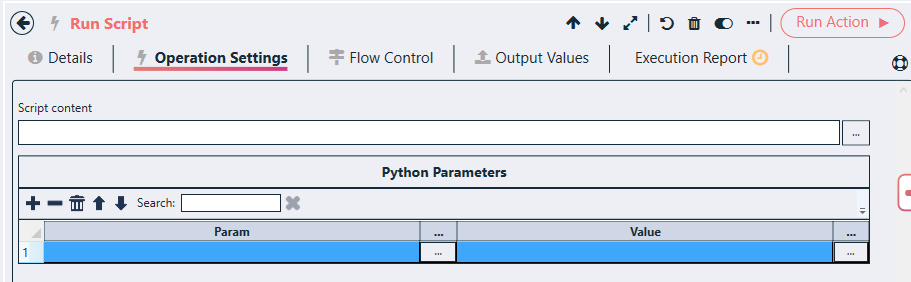 Run Script
Run Action
Details
Operation Settings
Flow Control
Output Values
Execution Report
Script content
...
Python Parameters
Search:
Param ... Value ...
1 ... ...